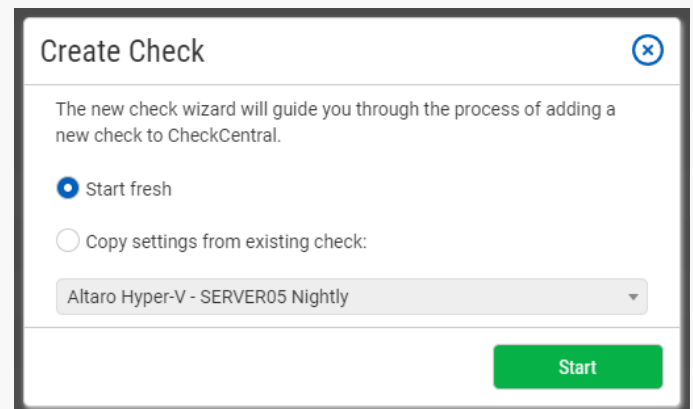 Create Check
The new check wizard will guide you through the process of adding a
new check to CheckCentral.
Start fresh
Copy settings from existing check:
Altaro Hyper-V - SERVER05 Nightly
Start